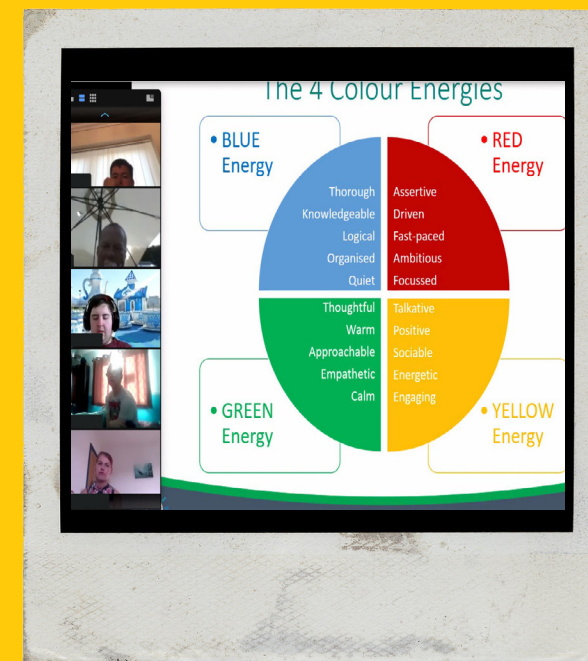 The 4 Colour Energies
• BLUE
Energy
• RED
Energy
Thorough
Knowledgeable
Logical
Organised
Quiet
Assertive
Driven
Fast-paced
Ambitious
Focussed
Thoughtful
Warm
Approachable
Empathetic
Calm
Talkative
Positive
Sociable
Energetic
Engaging
• GREEN
Energy
• YELLOW
Energy